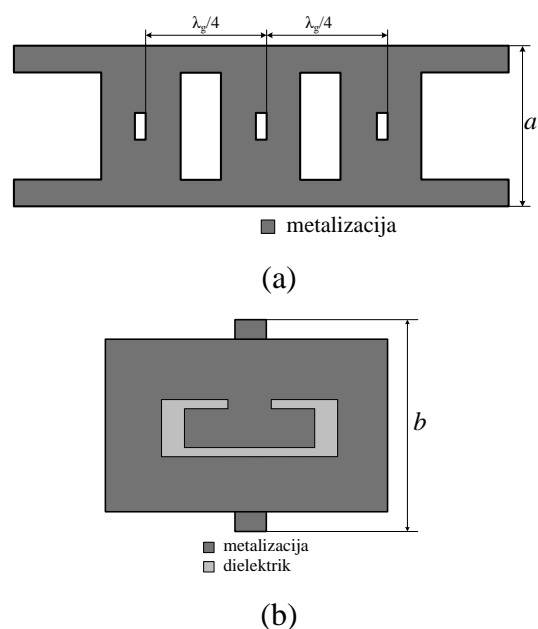 λg/4 λg/4
a
metalizacija
(a)
b
metalizacija
dielektrik
(b)